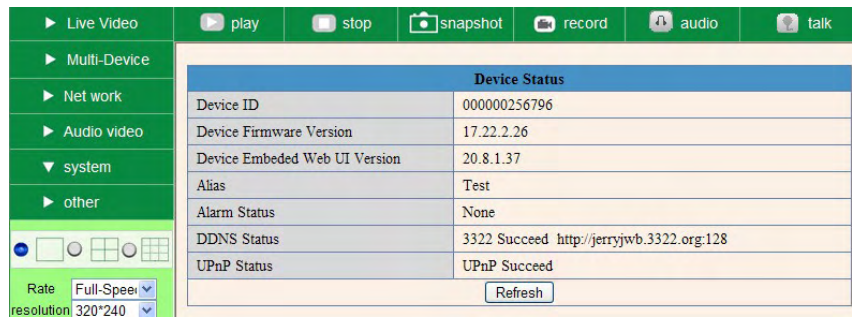 Live Video
play
stop
snapshot
record
audio
talk
Multi-Device
Net work
Audio video
system
other
Device Status
Device ID 000000256796
Device Firmware Version 17.22.2.26
Device Embeded Web UI Version 20.8.1.37
Alias Test
Alarm Status None
DDNS Status 3322 Succeed http://jerryjwb.3322.org:128
UPnP Status UPnP Succeed
Refresh
Rate Full-Spee
resolution 320*240